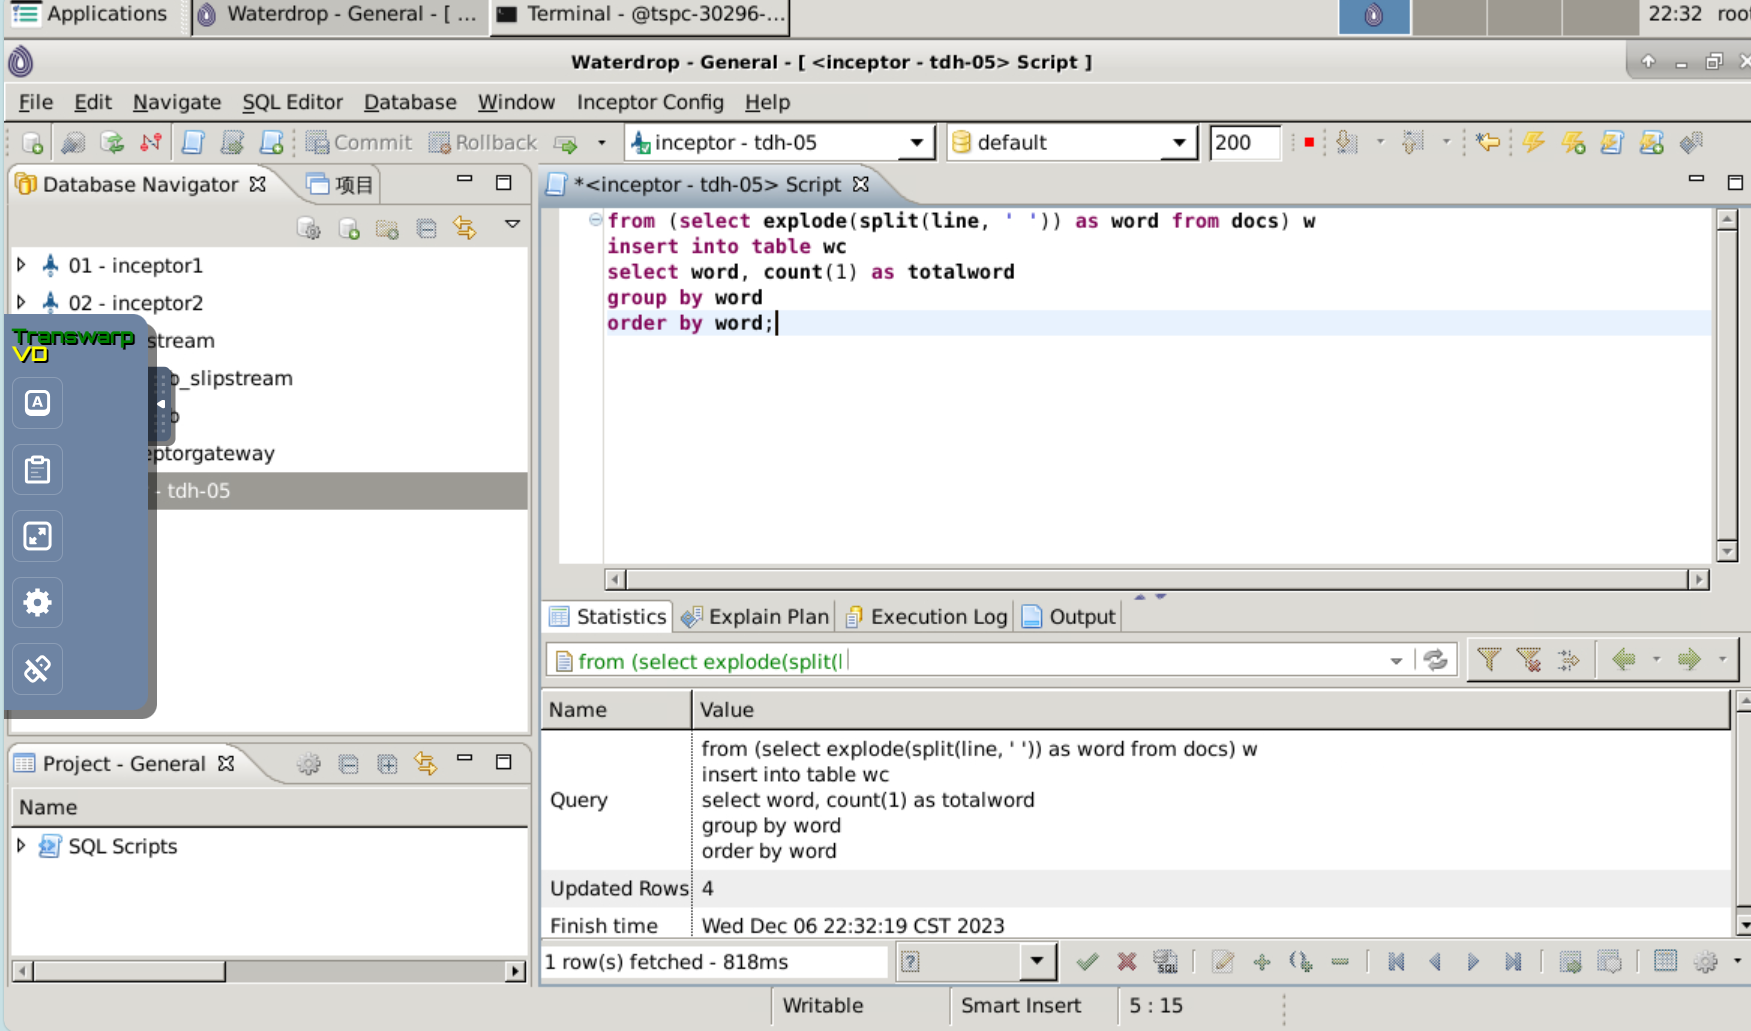 Applications
Waterdrop - General - [ ...
Terminal - @tspc-30296-...
22:32
Waterdrop - General - [ <inceptor - tdh-05> Script ]
File Edit Navigate SQL Editor Database Window Inceptor Config Help
Commit Rollback inceptor - tdh-05 default 200
Database Navigator 项目
01 - inceptor1
02 - inceptor2
stream
_slipstream
eptorgateway
- tdh-05
Transwarp
VD
A
*<inceptor - tdh-05> Script
from (select explode(split(line, ' ')) as word from docs) w
insert into table wc
select word, count(1) as totalword
group by word
order by word;
Statistics Explain Plan Execution Log Output
from (select explode(split(l
Name Value
Query
from (select explode(split(line, ' ')) as word from docs) w
insert into table wc
select word, count(1) as totalword
group by word
order by word
Updated Rows 4
Finish time Wed Dec 06 22:32:19 CST 2023
1 row(s) fetched - 818ms
SQL
Project - General
Name
SQL Scripts
Writable Smart Insert 5 : 15